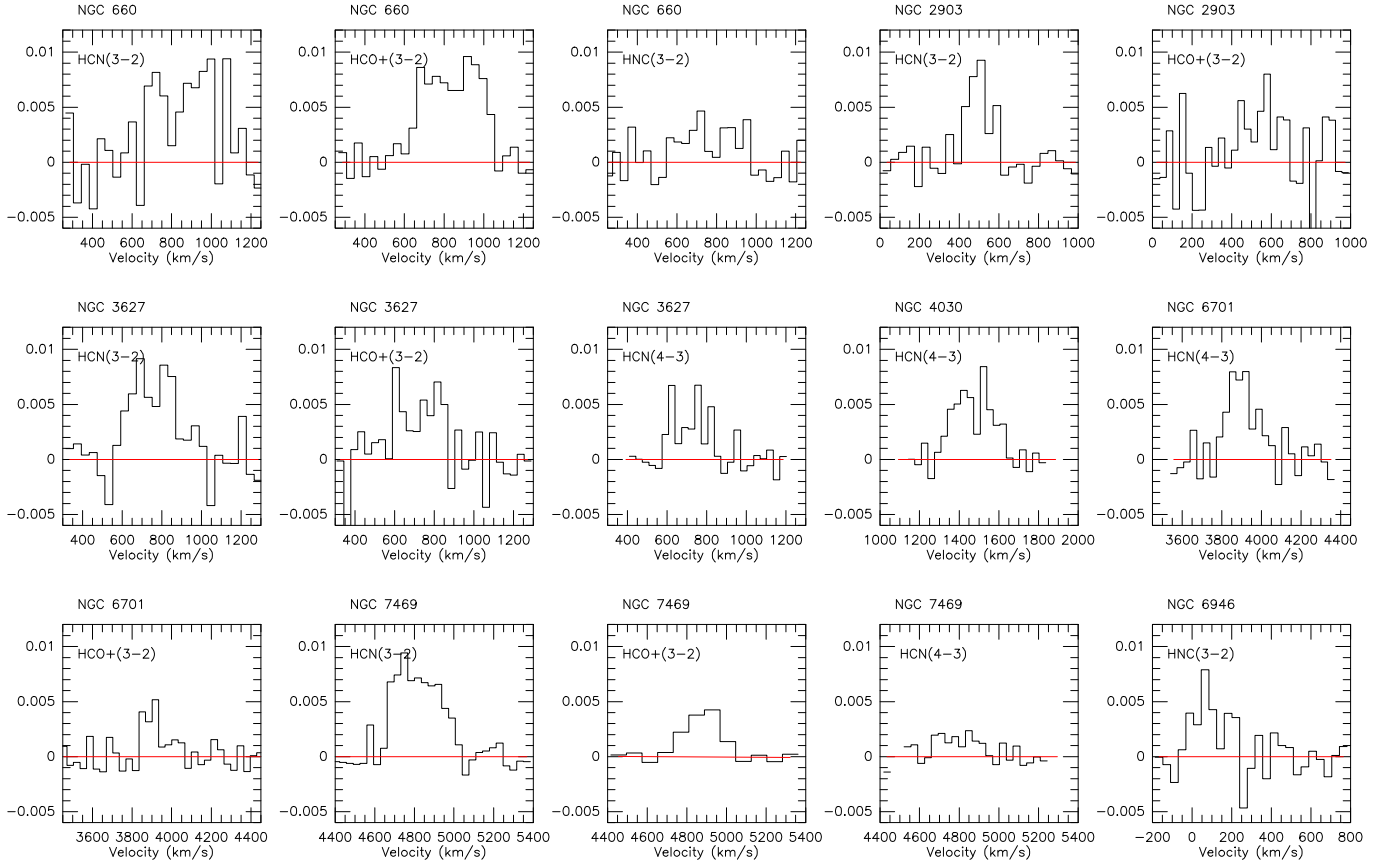 NGC 660 NGC 660 NGC 660 NGC 2903 NGC 2903
HCN(3−2) HCO+(3−2) HNC(3−2) HCN(3−2) HCO+(3−2)
0.01 0.01 0.01 0.01 0.01
0.005 0.005 0.005 0.005 0.005
0 0 0 0 0
−0.005 −0.005 −0.005 −0.005 −0.005
400 600 800 1000 1200 400 600 800 1000 1200 400 600 800 1000 1200 0 200 400 600 800 1000 0 200 400 600 800 1000
Velocity (km/s) Velocity (km/s) Velocity (km/s) Velocity (km/s) Velocity (km/s)
NGC 3627 NGC 3627 NGC 3627 NGC 4030 NGC 6701
HCN(3−2) HCO+(3−2) HCN(4−3) HCN(4−3) HCN(4−3)
0.01 0.01 0.01 0.01 0.01
0.005 0.005 0.005 0.005 0.005
0 0 0 0 0
−0.005 −0.005 −0.005 −0.005 −0.005
400 600 800 1000 1200 400 600 800 1000 1200 400 600 800 1000 1200 1000 1200 1400 1600 1800 2000 3600 3800 4000 4200 4400
Velocity (km/s) Velocity (km/s) Velocity (km/s) Velocity (km/s) Velocity (km/s)
NGC 6701 NGC 7469 NGC 7469 NGC 7469 NGC 6946
HCO+(3−2) HCN(3−2) HCO+(3−2) HCN(4−3) HNC(3−2)
0.01 0.01 0.01 0.01 0.01
0.005 0.005 0.005 0.005 0.005
0 0 0 0 0
−0.005 −0.005 −0.005 −0.005 −0.005
3600 3800 4000 4200 4400 4600 4800 5000 5200 5400 4400 4600 4800 5000 5200 5400 4400 4600 4800 5000 5200 5400 −200 0 200 400 600 800
Velocity (km/s) Velocity (km/s) Velocity (km/s) Velocity (km/s) Velocity (km/s)